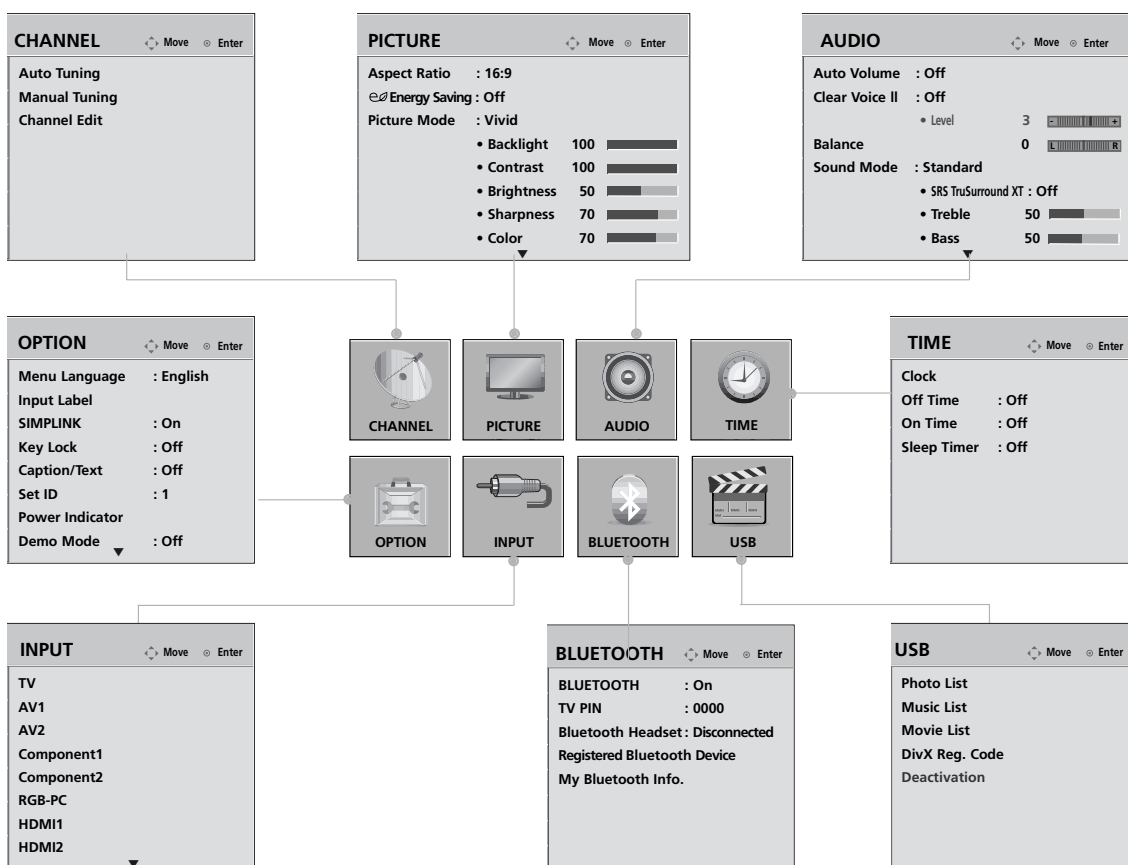 CHANNEL Move Enter
Auto Tuning
Manual Tuning
Channel Edit
PICTURE Move Enter
Aspect Ratio : 16:9
Energy Saving : Off
Picture Mode : Vivid
• Backlight 100
• Contrast 100
• Brightness 50
• Sharpness 70
• Color 70
AUDIO Move Enter
Auto Volume : Off
Clear Voice II : Off
• Level 3 - +
Balance 0 L R
Sound Mode : Standard
• SRS TruSurround XT : Off
• Treble 50
• Bass 50
OPTION Move Enter
Menu Language : English
Input Label
SIMPLINK : On
Key Lock : Off
Caption/Text : Off
Set ID : 1
Power Indicator
Demo Mode : Off
CHANNEL
PICTURE
AUDIO
TIME
OPTION
INPUT
BLUETOOTH
USB
TIME Move Enter
Clock
Off Time : Off
On Time : Off
Sleep Timer : Off
INPUT Move Enter
TV
AV1
AV2
Component1
Component2
RGB-PC
HDMI1
HDMI2
BLUETOOTH Move Enter
BLUETOOTH : On
TV PIN : 0000
Bluetooth Headset : Disconnected
Registered Bluetooth Device
My Bluetooth Info.
USB Move Enter
Photo List
Music List
Movie List
DivX Reg. Code
Deactivation